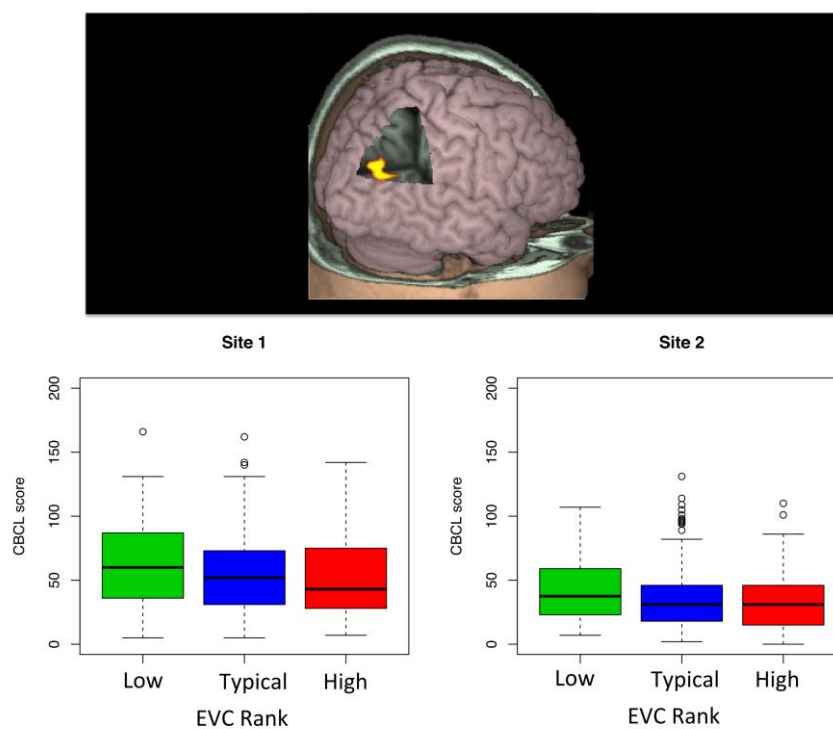 Site 1
Site 2
200
150
100
50
0
CBCL score
Low Typical High
EVC Rank
200
150
100
50
0
CBCL score
Low Typical High
EVC Rank